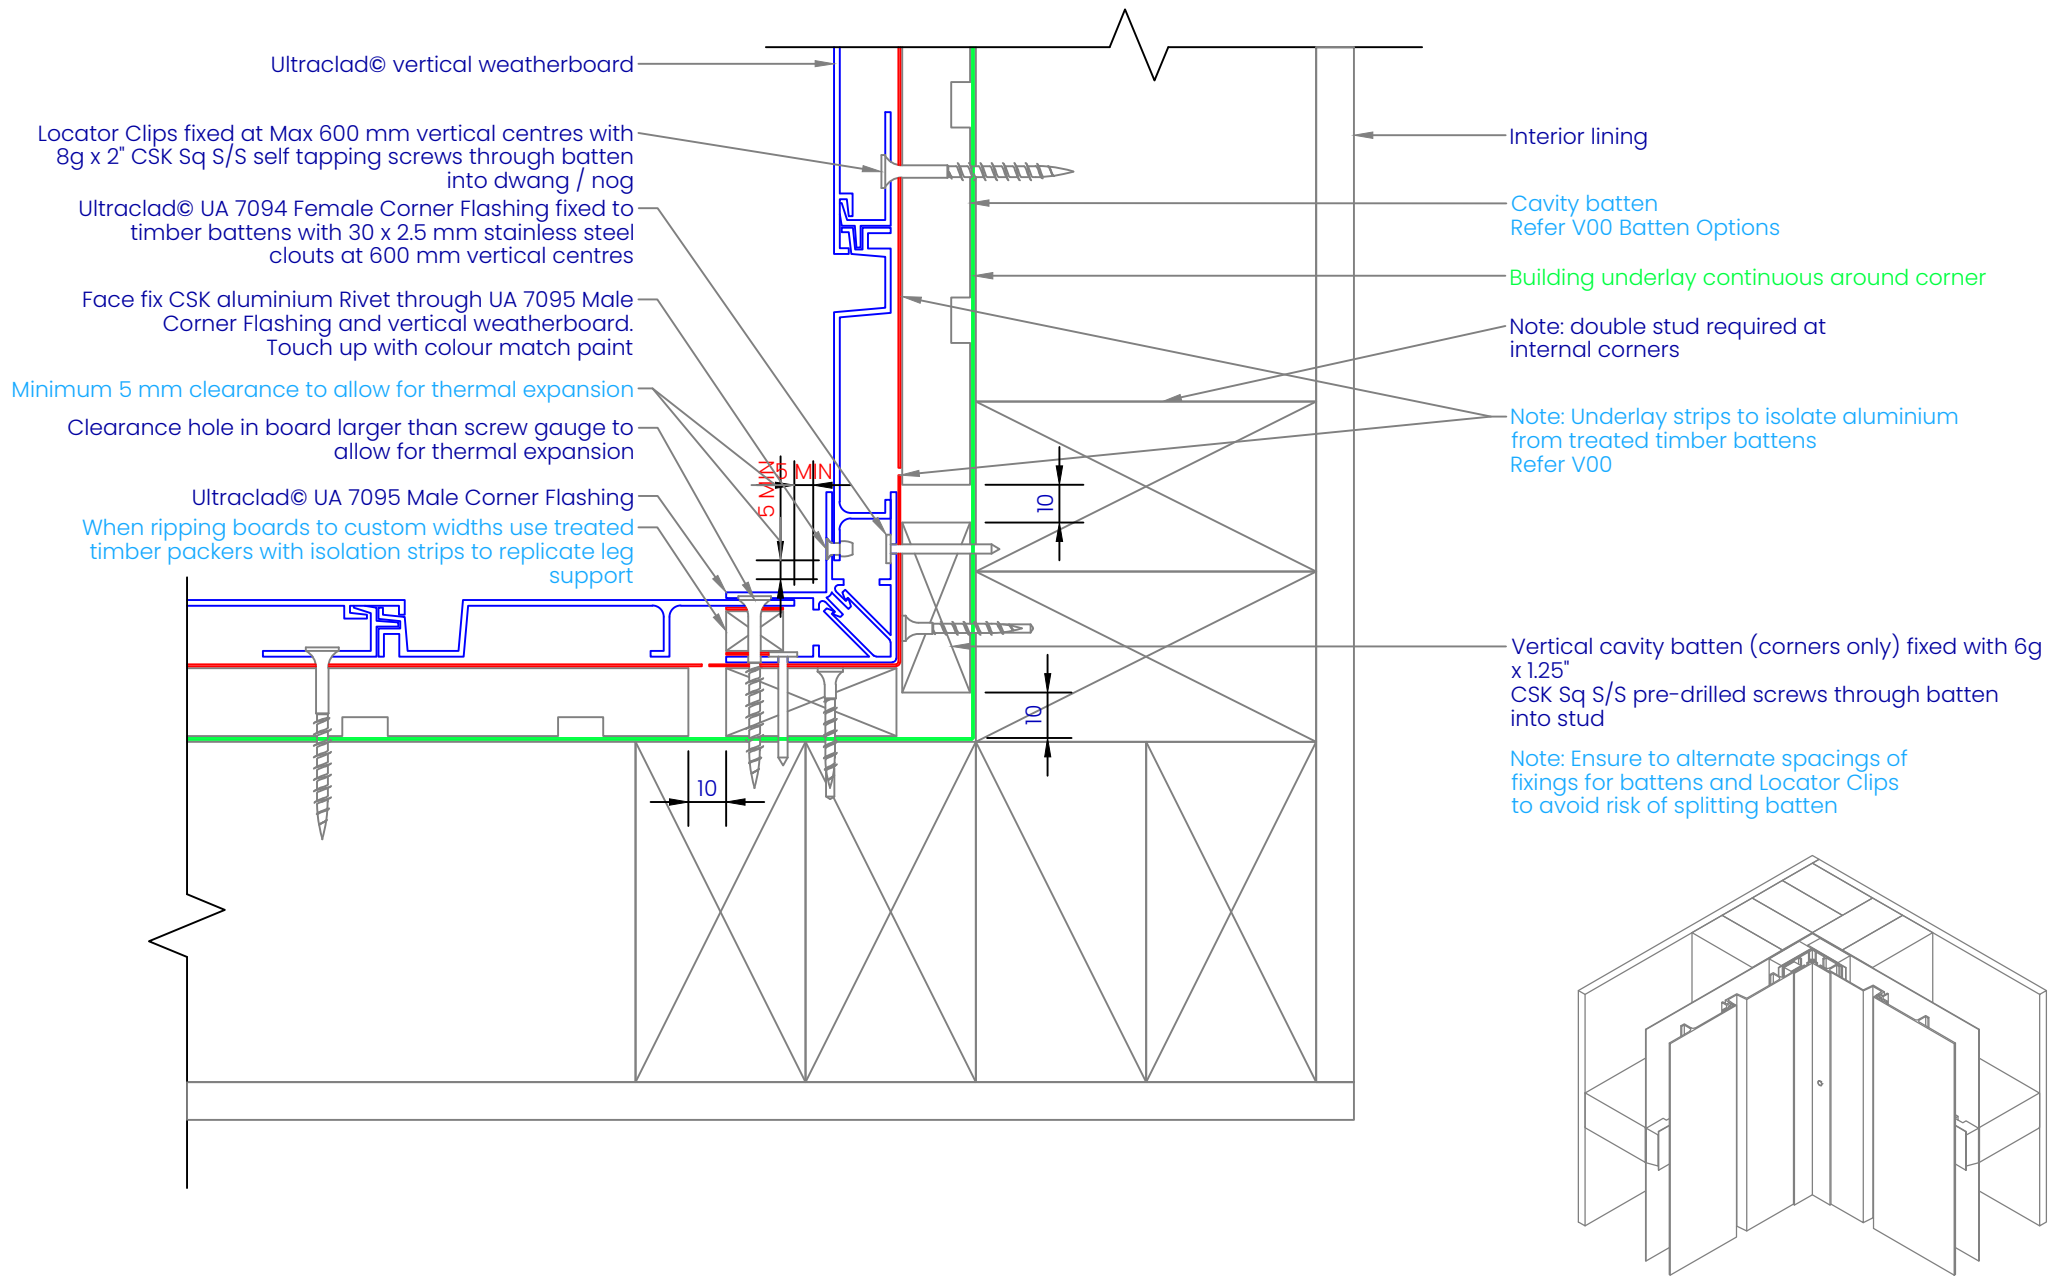 Ultraclad© vertical weatherboard
Locator Clips fixed at Max 600 mm vertical centres with
8g x 2" CSK Sq S/S self tapping screws through batten
into dwang / nog
Ultraclad© UA 7094 Female Corner Flashing fixed to
timber battens with 30 x 2.5 mm stainless steel
clouts at 600 mm vertical centres
Face fix CSK aluminium Rivet through UA 7095 Male
Corner Flashing and vertical weatherboard.
Touch up with colour match paint
Minimum 5 mm clearance to allow for thermal expansion
Clearance hole in board larger than screw gauge to
allow for thermal expansion
Ultraclad© UA 7095 Male Corner Flashing
When ripping boards to custom widths use treated
timber packers with isolation strips to replicate leg
support
5 MIN
5 MIN
10
10
10
Interior lining
Cavity batten
Refer V00 Batten Options
Building underlay continuous around corner
Note: double stud required at
internal corners
Note: Underlay strips to isolate aluminium
from treated timber battens
Refer V00
Vertical cavity batten (corners only) fixed with 6g
x 1.25"
CSK Sq S/S pre-drilled screws through batten
into stud
Note: Ensure to alternate spacings of
fixings for battens and Locator Clips
to avoid risk of splitting batten